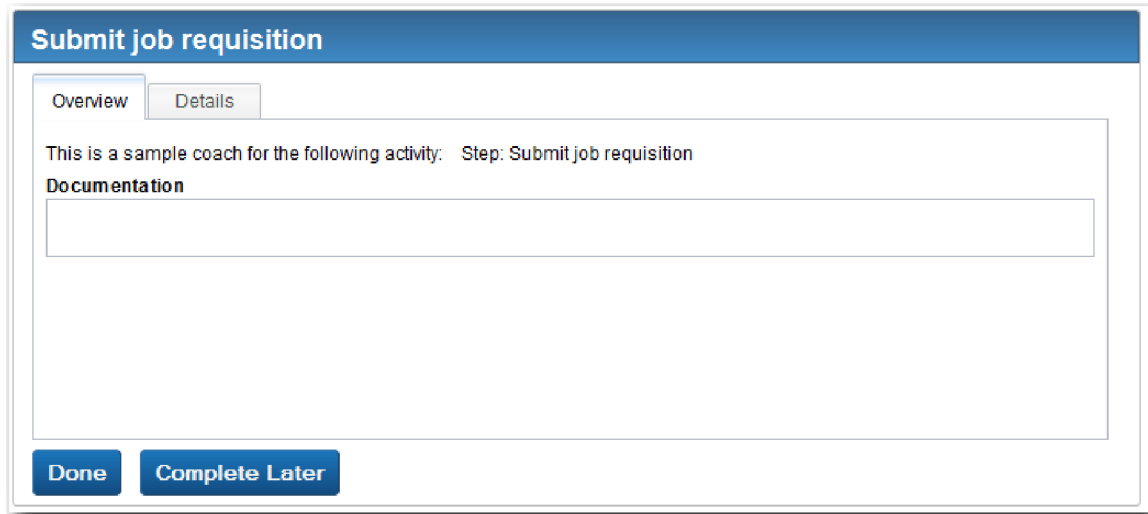 Submit job requisition
Overview Details
This is a sample coach for the following activity: Step: Submit job requisition
Documentation
Done Complete Later